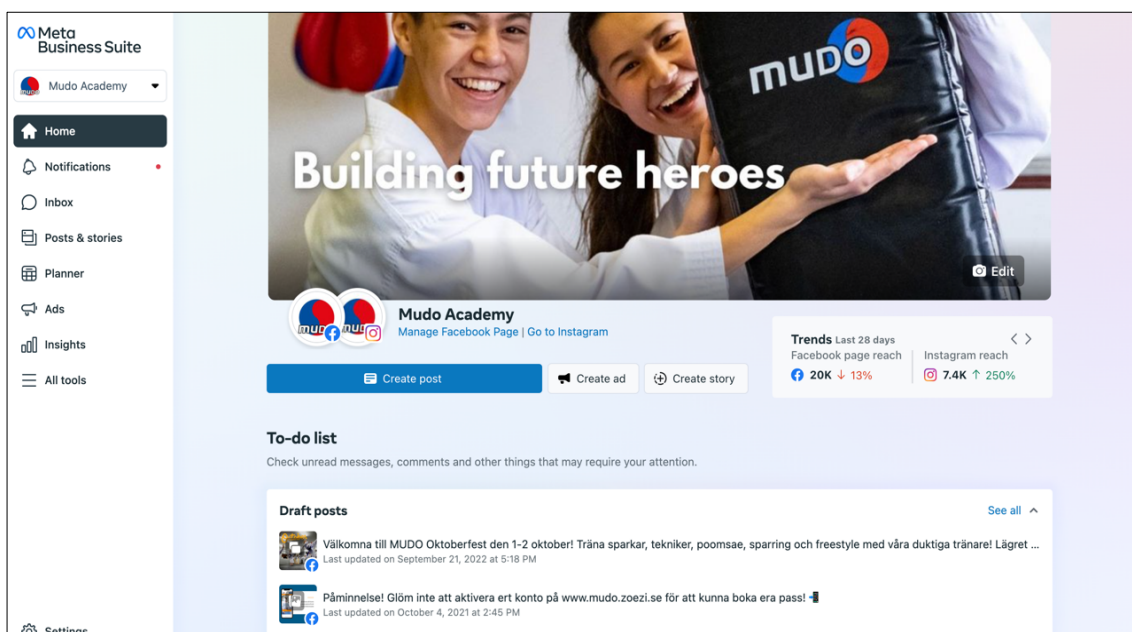 Meta
Business Suite
Mudo Academy
Home
Notifications
Inbox
Posts & stories
Planner
Ads
Insights
All tools
Settings
MUDO
Building future heroes
Edit
mudo
mudo
Mudo Academy
Manage Facebook Page | Go to Instagram
Create post
Create ad
Create story
Trends Last 28 days
Facebook page reach
Instagram reach
20K ↓ 13%
7.4K ↑ 250%
To-do list
Check unread messages, comments and other things that may require your attention.
Draft posts
See all
Välkomna till MUDO Oktoberfest den 1-2 oktober! Träna sparkar, tekniker, poomsae, sparring och freestyle med våra duktiga tränare! Lägret ...
Last updated on September 21, 2022 at 5:18 PM
Påminnelse! Glöm inte att aktivera ert konto på www.mudo.zoezi.se för att kunna boka era pass! 📲
Last updated on October 4, 2021 at 2:45 PM